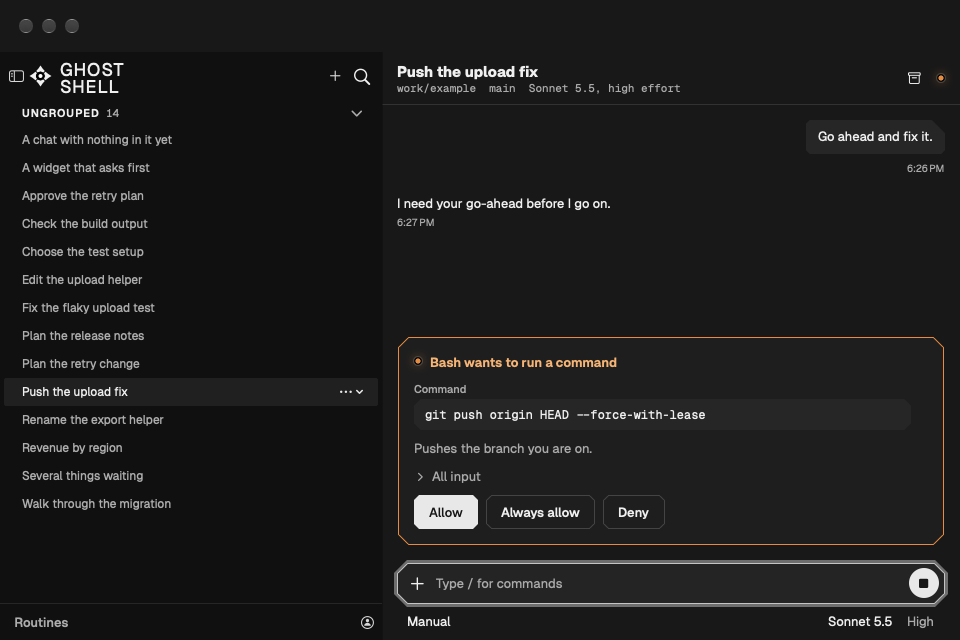 GHOST
SHELL
UNGROUPED 14
A chat with nothing in it yet
A widget that asks first
Approve the retry plan
Check the build output
Choose the test setup
Edit the upload helper
Fix the flaky upload test
Plan the release notes
Plan the retry change
Push the upload fix
Rename the export helper
Revenue by region
Several things waiting
Walk through the migration
Routines
Push the upload fix
work/example main Sonnet 5.5, high effort
Go ahead and fix it.
6:26 PM
I need your go-ahead before I go on.
6:27 PM
Bash wants to run a command
Command
git push origin HEAD --force-with-lease
Pushes the branch you are on.
All input
Allow Always allow Deny
Type / for commands
Manual Sonnet 5.5 High